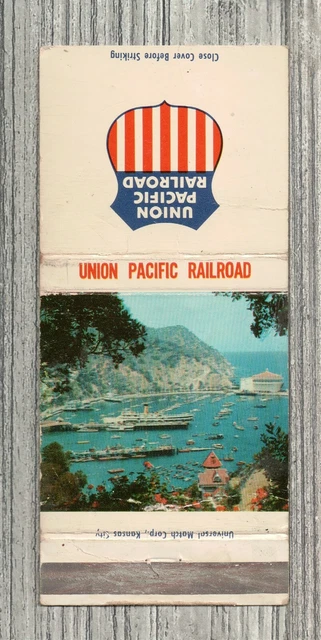 Close Cover Before Striking
UNION
PACIFIC
RAILROAD
UNION PACIFIC RAILROAD
Universal Match Corp., Kansas City